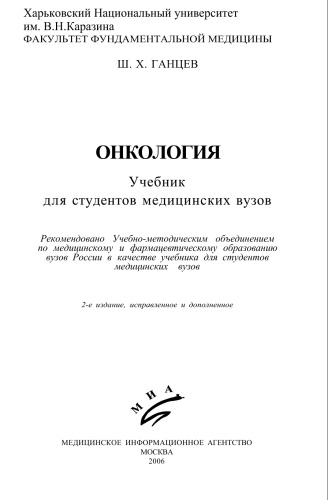 Харьковский Национальный университет
им. В.Н.Каразина
ФАКУЛЬТЕТ ФУНДАМЕНТАЛЬНОЙ МЕДИЦИНЫ
Ш. Х. ГАНЦЕВ
ОНКОЛОГИЯ
Учебник
для студентов медицинских вузов
Рекомендовано Учебно-методическим объединением
по медицинскому и фармацевтическому образованию
вузов России в качестве учебника для студентов
медицинских вузов
2-е издание, исправленное и дополненное
МИА
МЕДИЦИНСКОЕ ИНФОРМАЦИОННОЕ АГЕНТСТВО
МОСКВА
2006